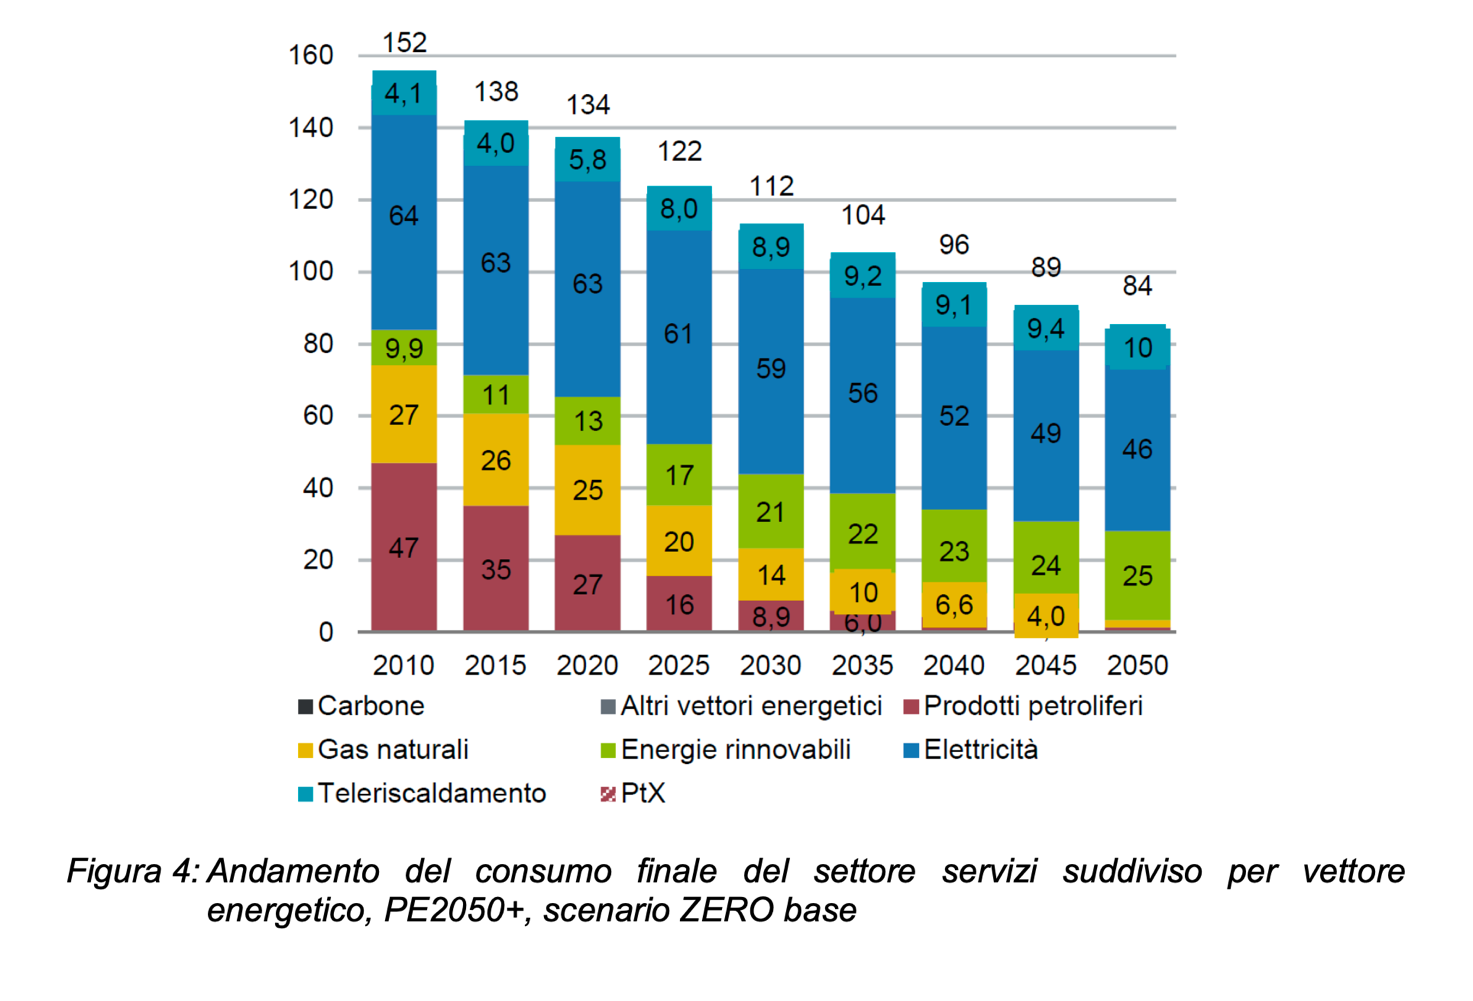 152
160
138
134
140
122
112
120
104
96
89
84
100
80
60
40
20
0
4,1 4,0 5,8 8,0 8,9 9,2 9,1 9,4 10
64 63 63 61 59 56 52 49 46
9,9 11 13 17 21 22 23 24 25
27 26 25 20 14 10 6,6 4,0
47 35 27 16 8,9 6,0
2010 2015 2020 2025 2030 2035 2040 2045 2050
Carbone Altri vettori energetici Prodotti petroliferi
Gas naturali Energie rinnovabili Elettricità
Teleriscaldamento PtX
Figura 4: Andamento del consumo finale del settore servizi suddiviso per vettore
energetico, PE2050+, scenario ZERO base